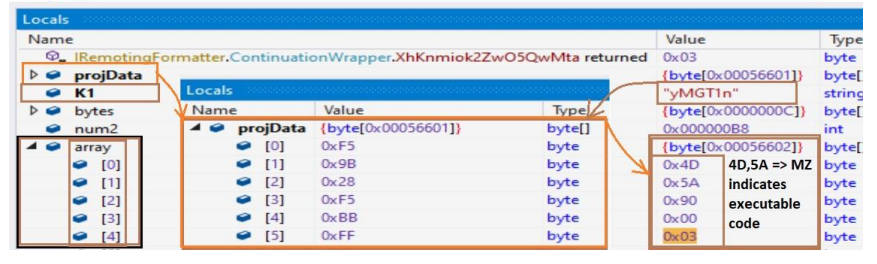 Locals
Name Value Type
IRemotingFormatter.ContinuationWrapper.XhKnmiok2ZwO5QwMta returned 0x03 byte
projData {byte[0x00056601]} byte[]
K1 "yMGT1n" string
bytes {byte[0x0000000C]} byte[]
num2 0x000000B8 int
array {byte[0x00056602]} byte[]
[0] 0x4D byte
[1] 0x5A byte
[2] 0x90 byte
[3] 0x00 byte
[4] 0x03 byte
4D,5A => MZ
indicates
executable
code
Locals
Name Value Type
projData {byte[0x00056601]} byte[]
[0] 0xF5 byte
[1] 0x9B byte
[2] 0x28 byte
[3] 0xF5 byte
[4] 0xBB byte
[5] 0xFF byte